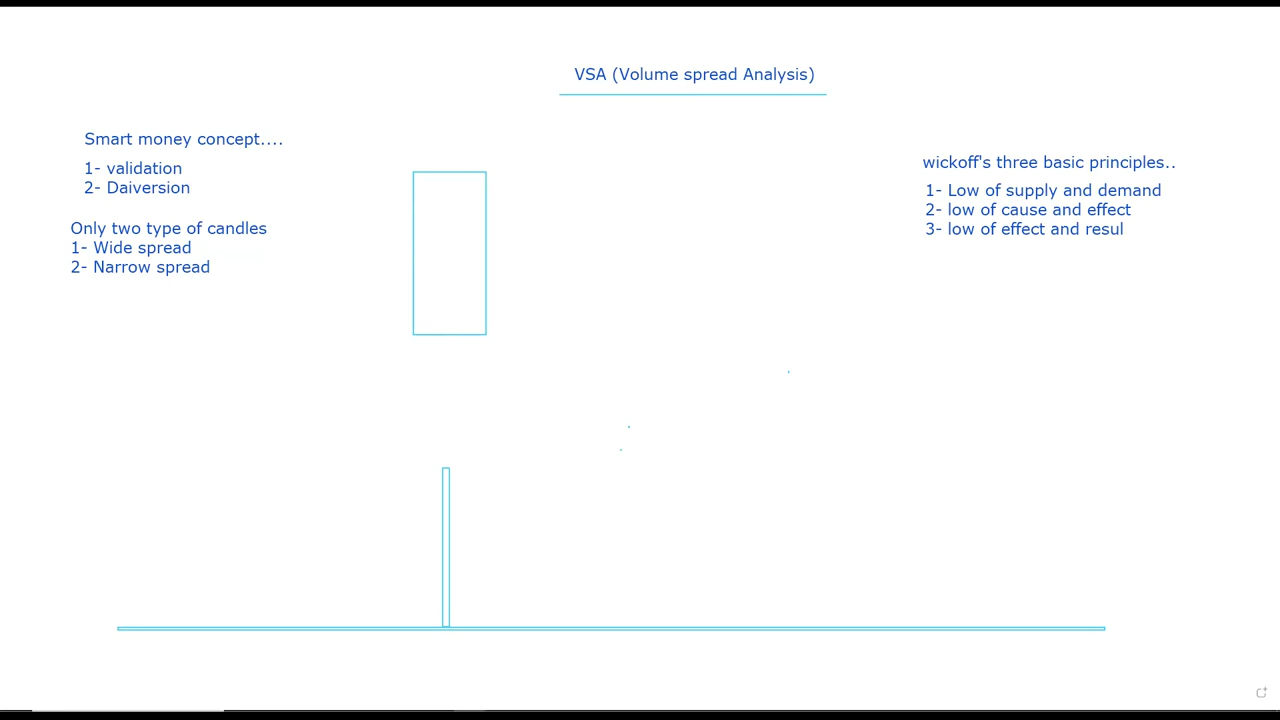 VSA (Volume spread Analysis)
Smart money concept....
1- validation
2- Daiversion
Only two type of candles
1- Wide spread
2- Narrow spread
wickoff's three basic principles..
1- Low of supply and demand
2- low of cause and effect
3- low of effect and resul